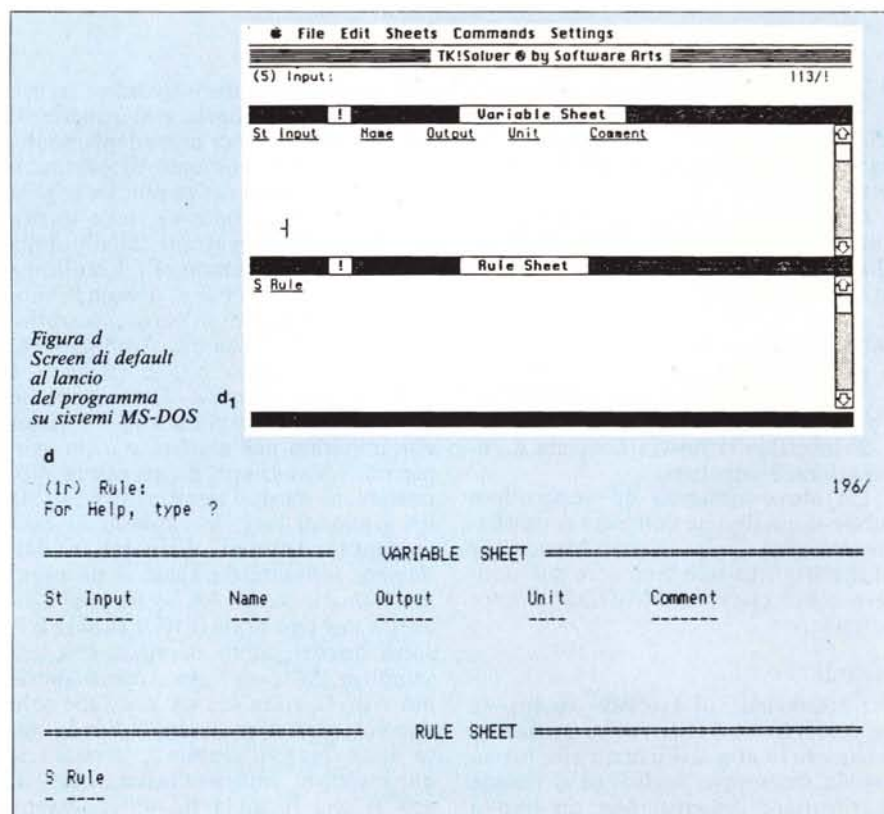 File Edit Sheets Commands Settings
TK!Solver ® by Software Arts
(5) Input: 113/!
! Variable Sheet
St Input Name Output Unit Comment
! Rule Sheet
S Rule
Figura d
Screen di default
al lancio
del programma
su sistemi MS-DOS
d1
d
(1r) Rule: 196/
For Help, type ?
VARIABLE SHEET
St Input Name Output Unit Comment
RULE SHEET
S Rule